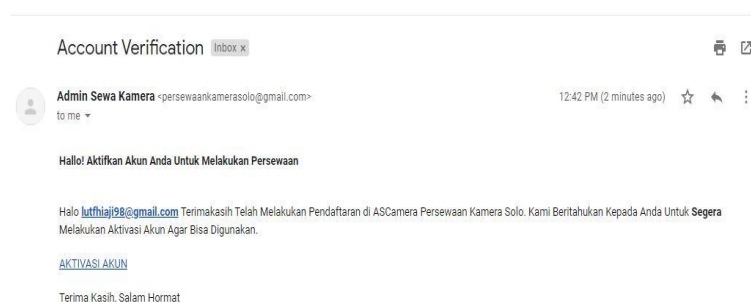 Account Verification Inbox x
Admin Sewa Kamera <persewaankamerasolo@gmail.com> 12:42 PM (2 minutes ago)
to me
Hallo! Aktifkan Akun Anda Untuk Melakukan Persewaan
Halo lutfhiaji98@gmail.com Terimakasih Telah Melakukan Pendaftaran di ASCamera Persewaan Kamera Solo. Kami Beritahukan Kepada Anda Untuk Segera
Melakukan Aktivasi Akun Agar Bisa Digunakan.
AKTIVASI AKUN
Terima Kasih, Salam Hormat